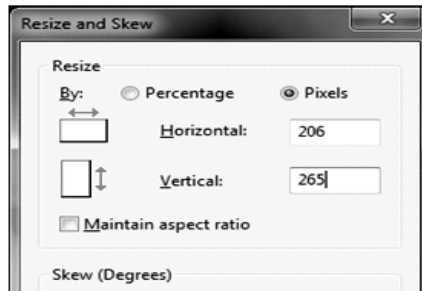 Resize and Skew
Resize
By: Percentage Pixels
Horizontal: 206
Vertical: 265
Maintain aspect ratio
Skew (Degrees)